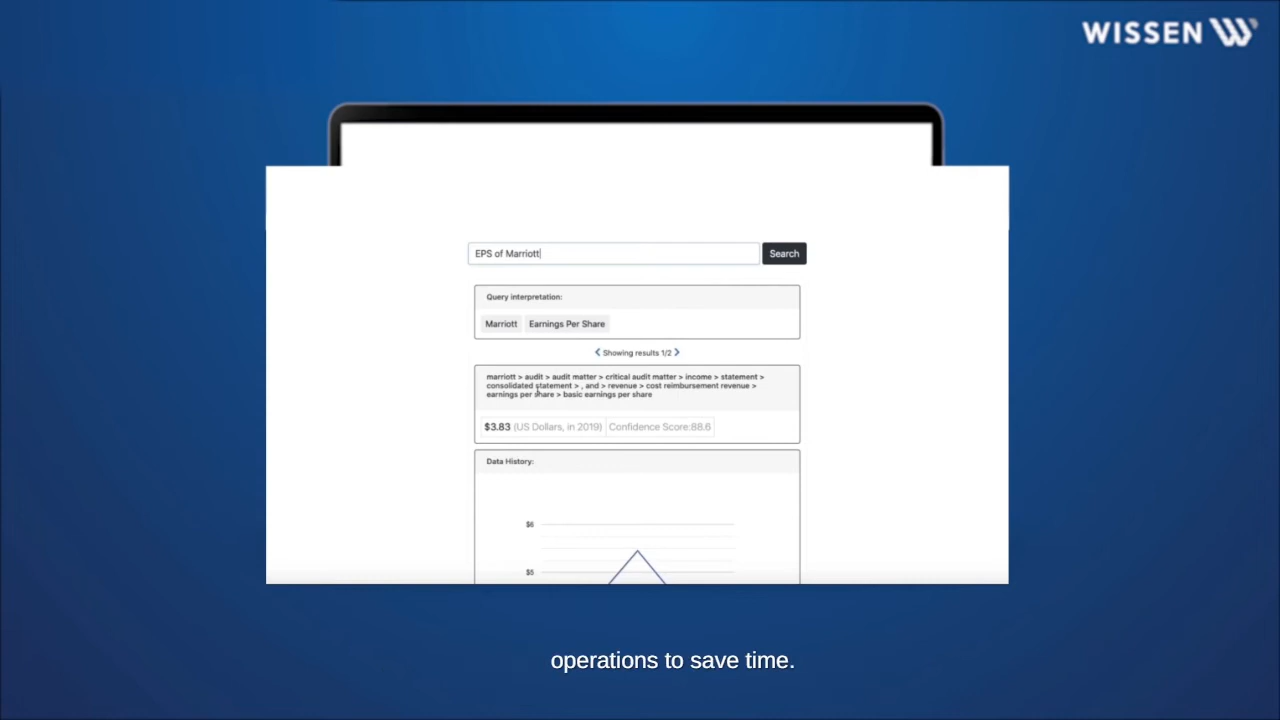 WISSEN
EPS of Marriott
Search
Query interpretation:
Marriott Earnings Per Share
Showing results 1/2
marriott > audit > audit matter > critical audit matter > income > statement >
consolidated statement > , and > revenue > cost reimbursement revenue >
earnings per share > basic earnings per share
$3.83 (US Dollars, in 2019) Confidence Score:88.6
Data History:
$6
$5
operations to save time.